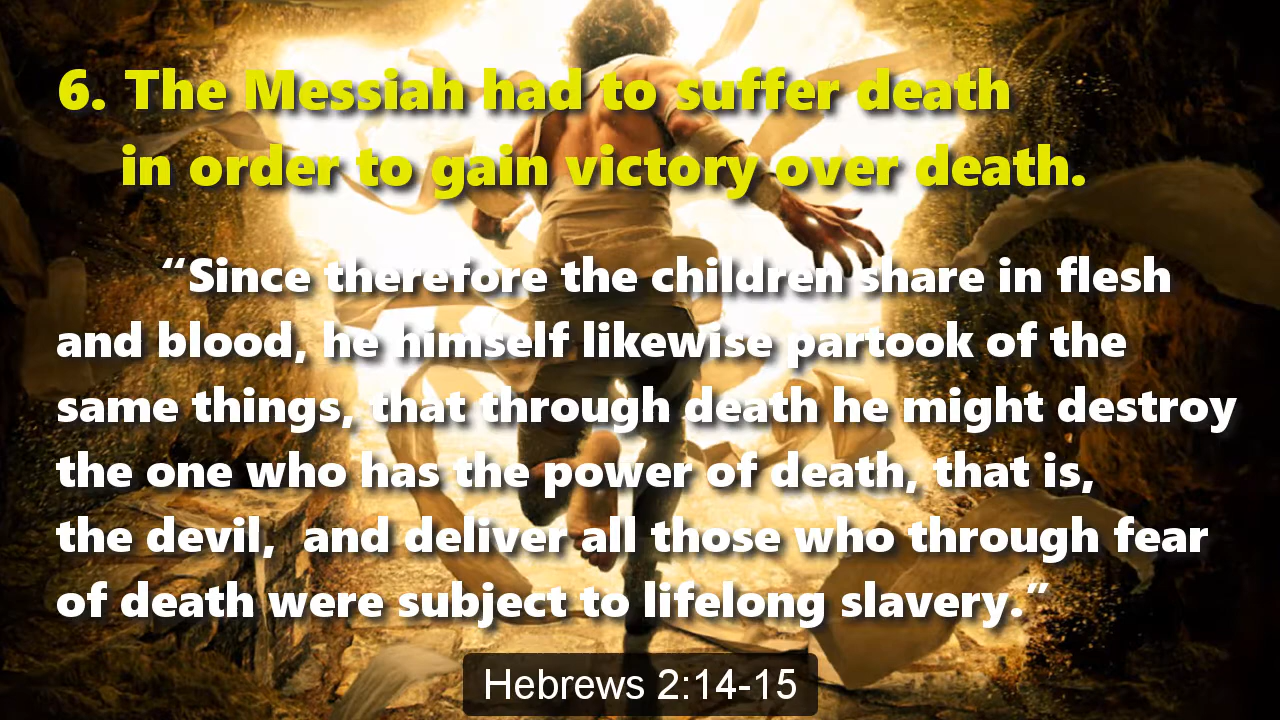 6. The Messiah had to suffer death
in order to gain victory over death.
“Since therefore the children share in flesh
and blood, he himself likewise partook of the
same things, that through death he might destroy
the one who has the power of death, that is,
the devil,  and deliver all those who through fear
of death were subject to lifelong slavery.”
Hebrews 2:14-15